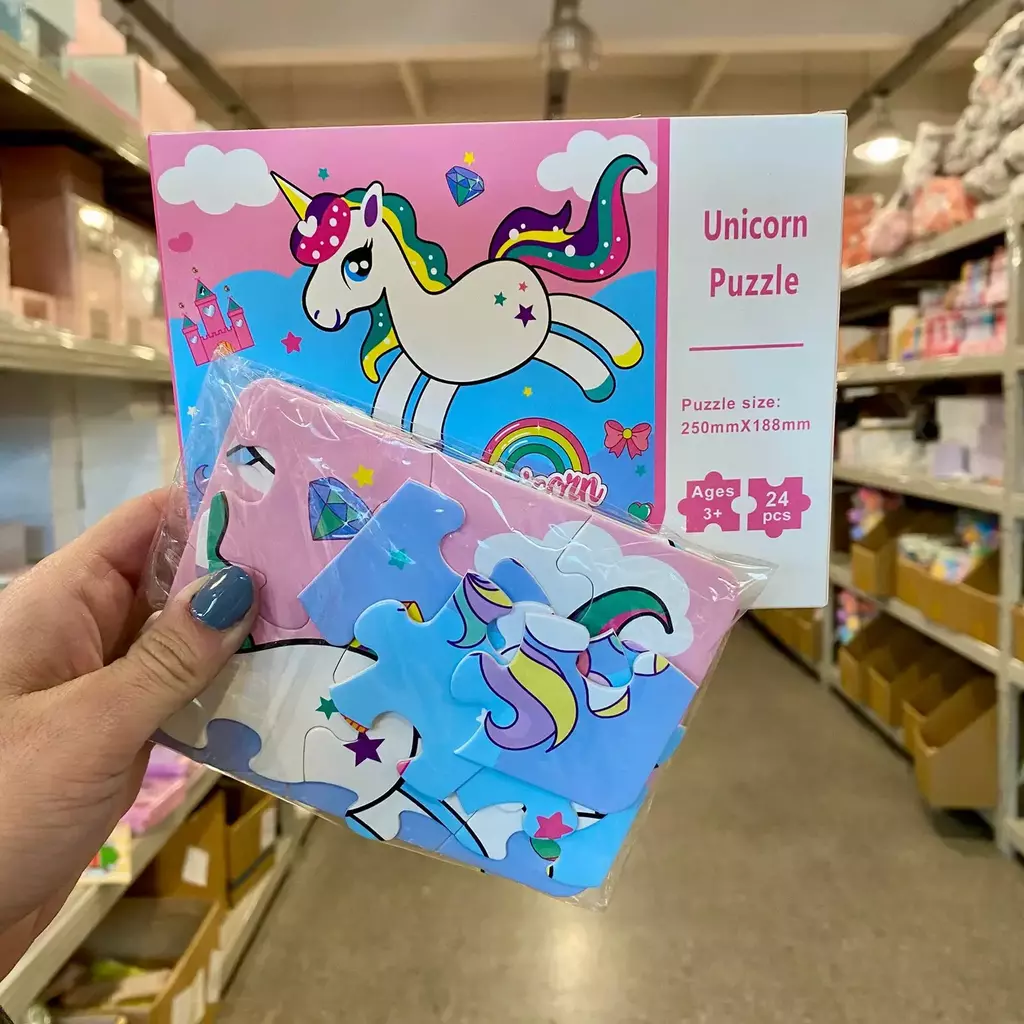 Unicorn
Puzzle
Puzzle size:
250mmX188mm
Ages
3+
24
pcs